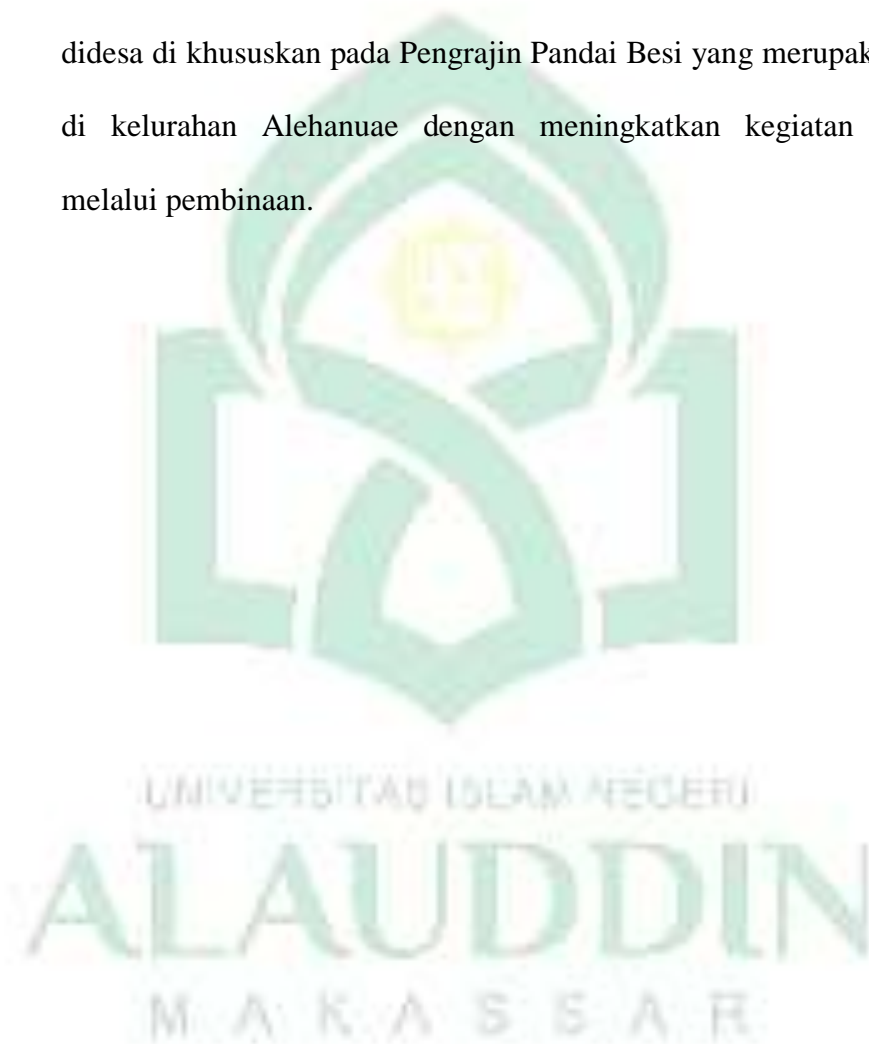 didesa di khususkan pada Pengrajin Pandai Besi yang merupak
di kelurahan Alehanuae dengan meningkatkan kegiatan
melalui pembinaan.
UNIVERSITAS ISLAM NEGERI
ALAUDDIN
MAKASSAR